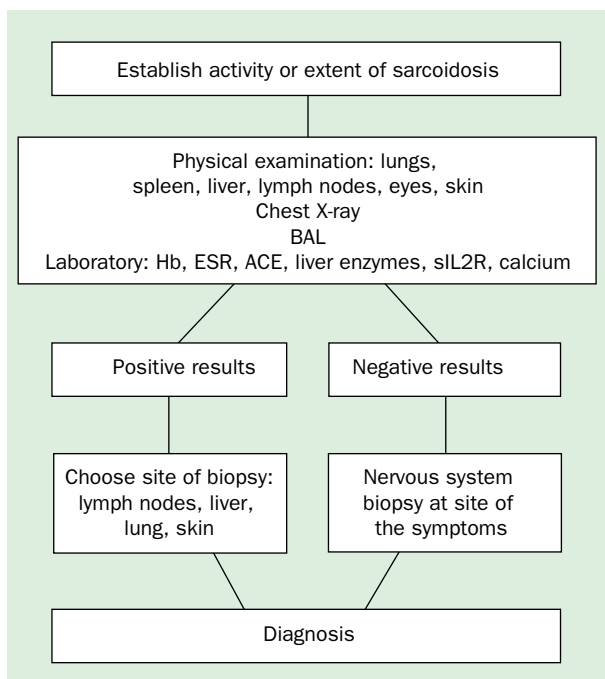 Establish activity or extent of sarcoidosis
Physical examination: lungs,
spleen, liver, lymph nodes, eyes, skin
Chest X-ray
BAL
Laboratory: Hb, ESR, ACE, liver enzymes, sIL2R, calcium
Positive results
Negative results
Choose site of biopsy:
lymph nodes, liver,
lung, skin
Nervous system
biopsy at site of
the symptoms
Diagnosis